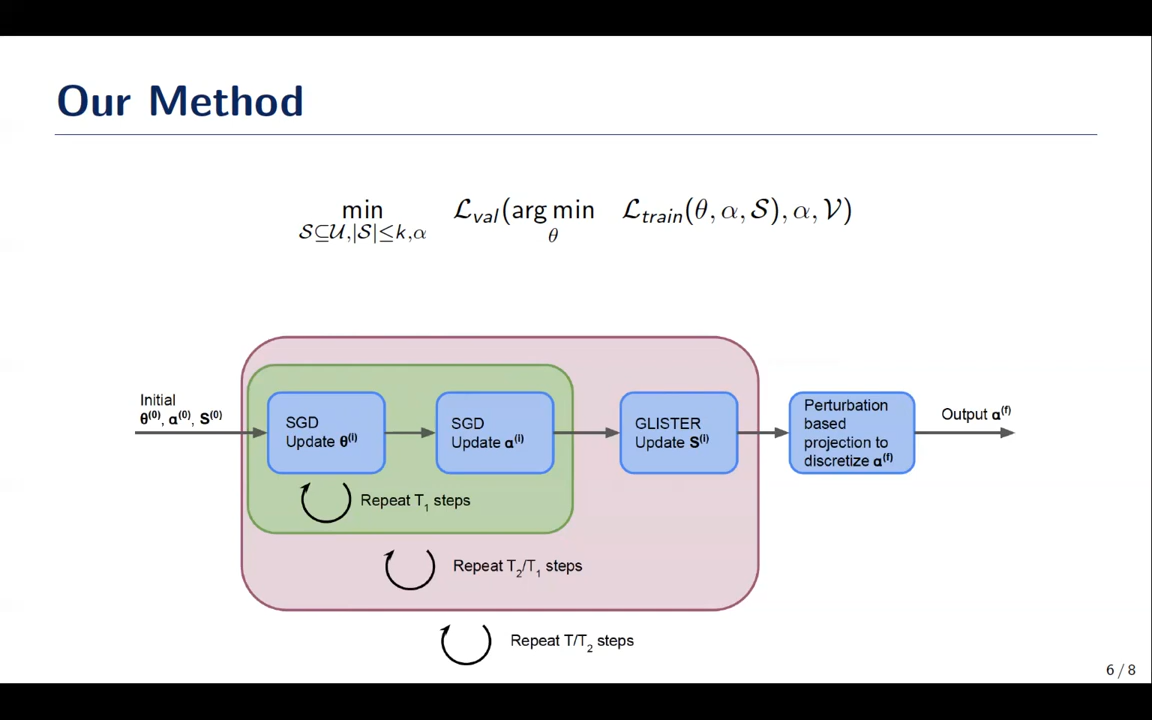 Our Method
min L_val(arg min L_train(θ, α, S), α, V)
S⊆U,|S|≤k,α θ
Initial
θ⁽⁰⁾, α⁽⁰⁾, S⁽⁰⁾
SGD
Update θ⁽ⁱ⁾
SGD
Update α⁽ⁱ⁾
GLISTER
Update S⁽ⁱ⁾
Perturbation
based
projection to
discretize α⁽ᶠ⁾
Output α⁽ᶠ⁾
Repeat T₁ steps
Repeat T₂/T₁ steps
Repeat T/T₂ steps
6 / 8